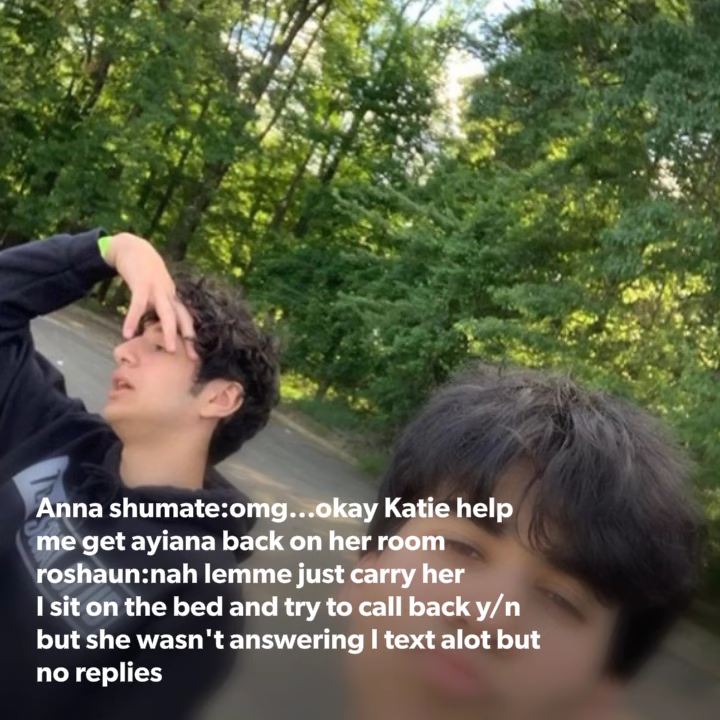 Anna shumate:omg...okay Katie help
me get ayiana back on her room
roshaun:nah lemme just carry her
I sit on the bed and try to call back y/n
but she wasn't answering I text alot but
no replies